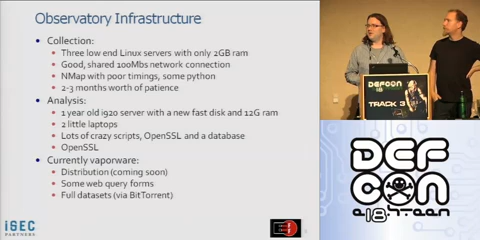 Observatory Infrastructure
Collection:
Three low end Linux servers with only 2GB ram
Good, shared 100Mbs network connection
NMap with poor timings, some python
2-3 months worth of patience
Analysis:
1 year old i920 server with a new fast disk and 12G ram
2 little laptops
Lots of crazy scripts, OpenSSL and a database
OpenSSL
Currently vaporware:
Distribution (coming soon)
Some web query forms
Full datasets (via BitTorrent)
iSEC
PARTNERS
DEFCON
TRACK 3
DEF
CON
18